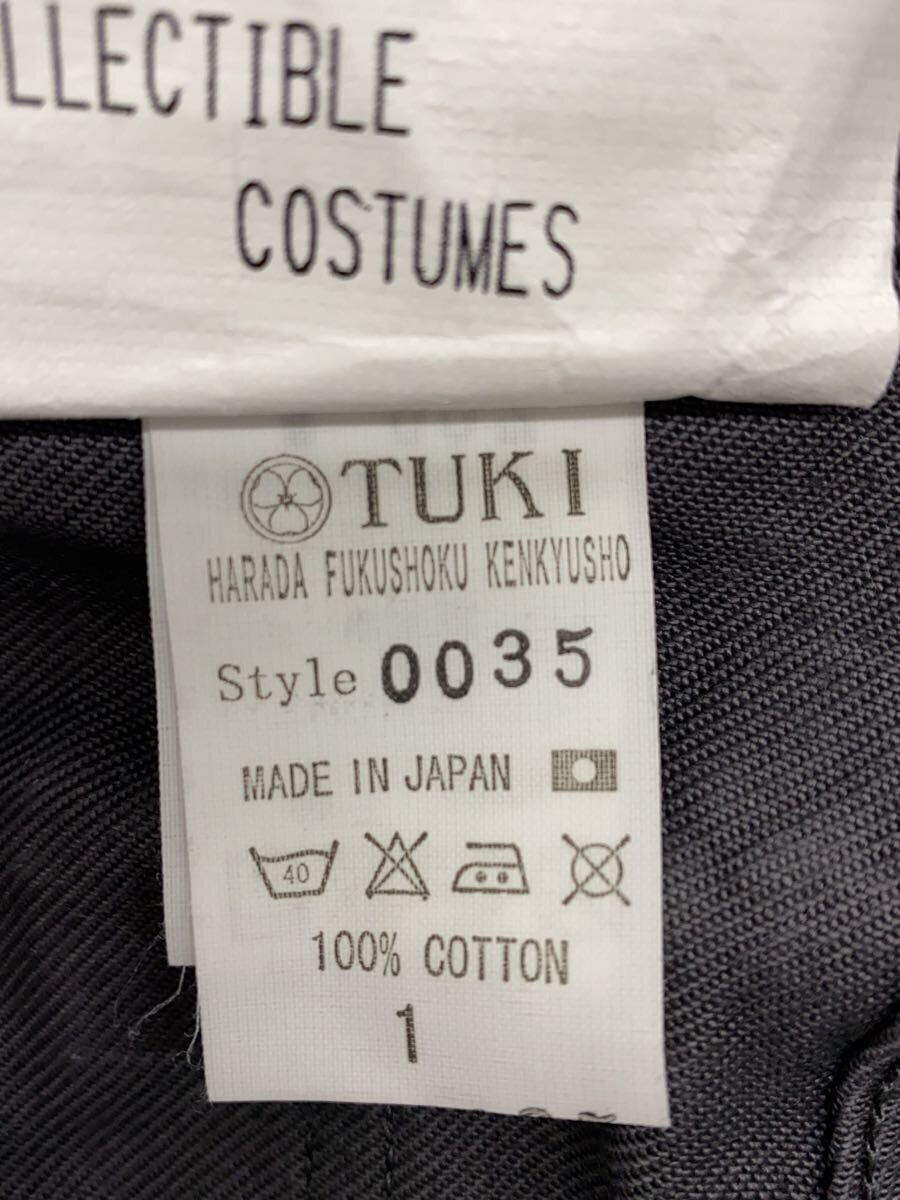 LLECTIBLE
COSTUMES
TUKI
HARADA FUKUSHOKU KENKYUSHO
Style 0035
MADE IN JAPAN
40
100% COTTON
1